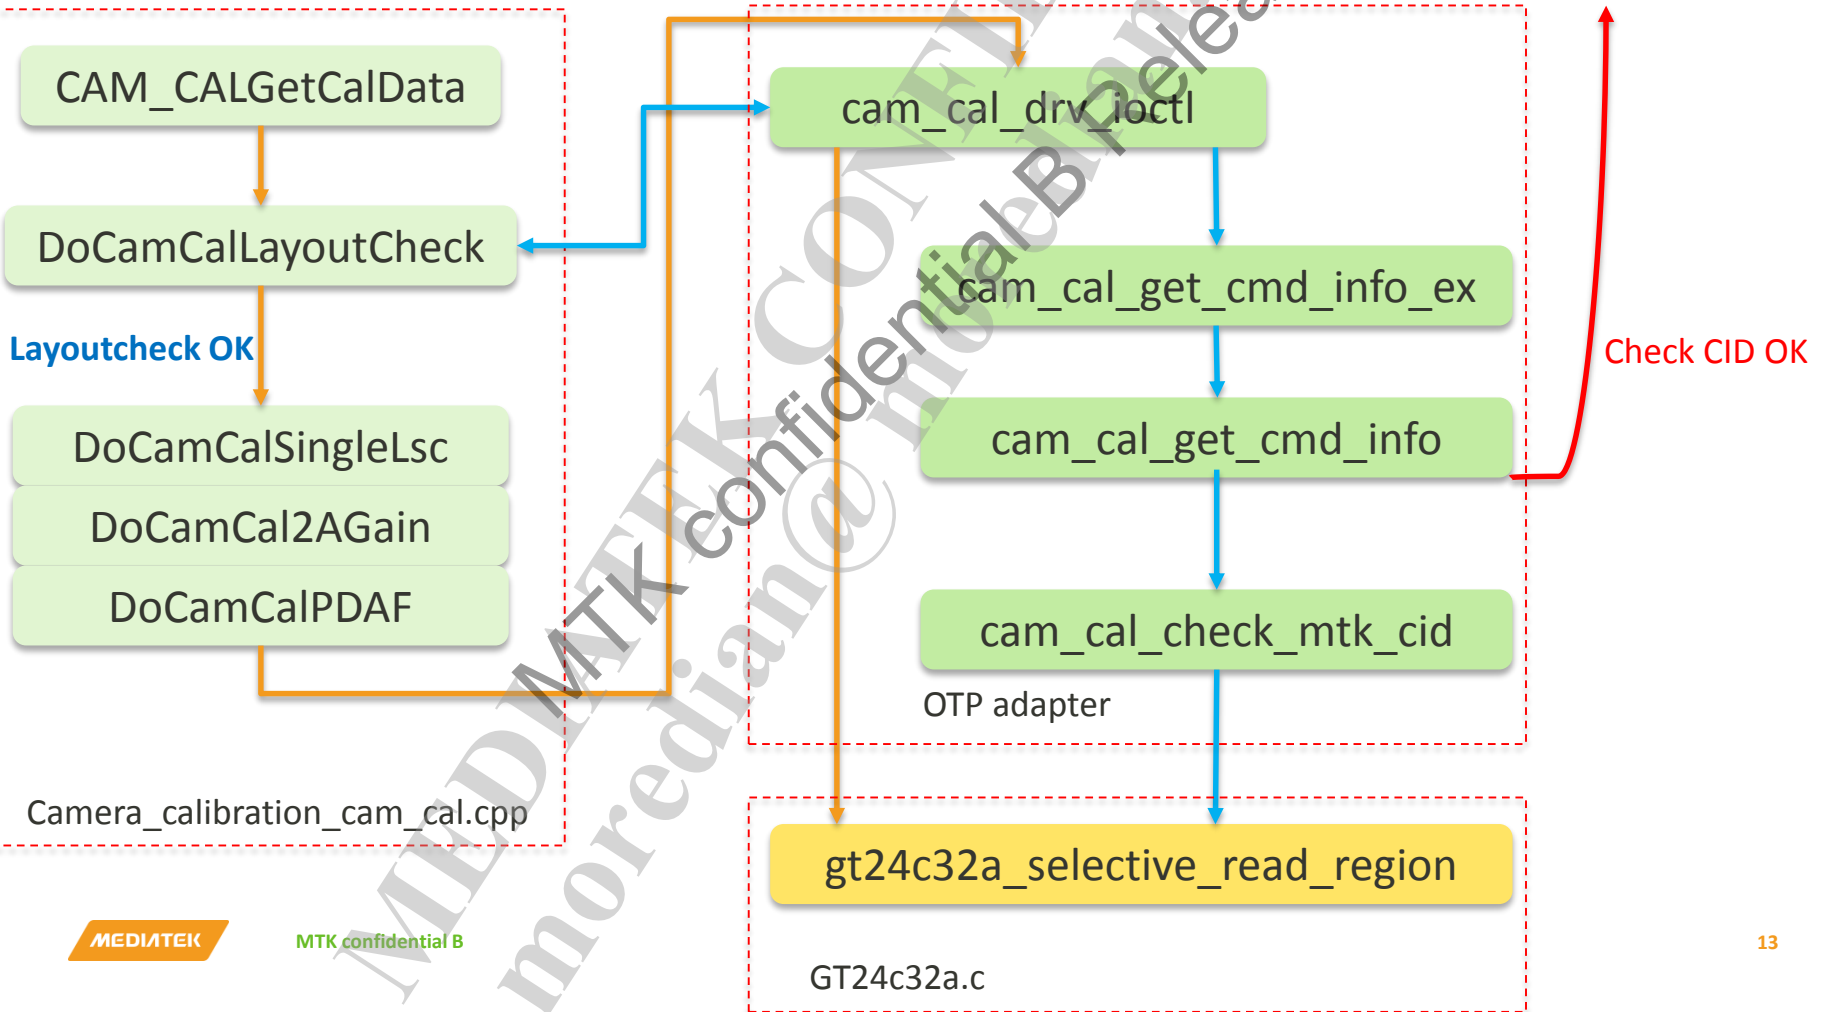 CAM_CALGetCalData
DoCamCalLayoutCheck
Layoutcheck OK
DoCamCalSingleLsc
DoCamCal2AGain
DoCamCalPDAF
Camera_calibration_cam_cal.cpp
cam_cal_drv_ioctl
cam_cal_get_cmd_info_ex
cam_cal_get_cmd_info
cam_cal_check_mtk_cid
OTP adapter
Check CID OK
gt24c32a_selective_read_region
GT24c32a.c
MEDIATEK
MTK confidential B
13
MTK confidential B
MEDIATEK
moredian@